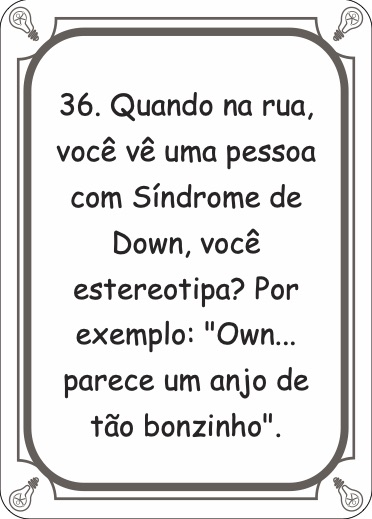 36. Quando na rua,
você vê uma pessoa
com Síndrome de
Down, você
estereotipa? Por
exemplo: "Own...
parece um anjo de
tão bonzinho".